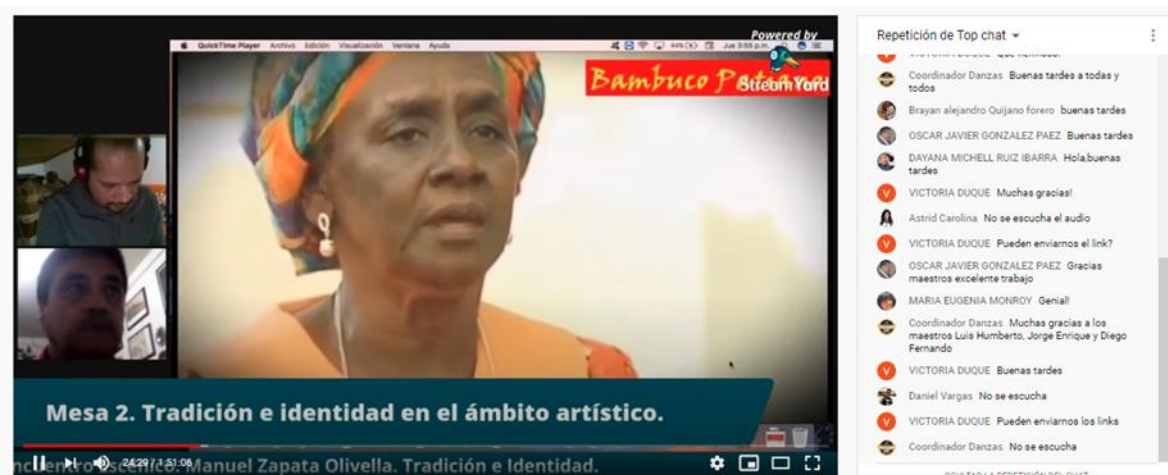 QuickTime Player Archivo Edición Visualización Ventana Ayuda
44% Jue 3:56 p.m.
Powered by
StreamYard
Bambuco
Mesa 2. Tradición e identidad en el ámbito artístico.
Manuel Zapata Olivella. Tradición e Identidad.
24:29 / 1:51:06
Repetición de Top chat
Coordinador Danzas Buenas tardes a todas y
todos
Brayan alejandro Quijano forero buenas tardes
OSCAR JAVIER GONZALEZ PAEZ Buenas tardes
DAYANA MICHELL RUIZ IBARRA Hola,buenas
tardes
V VICTORIA DUQUE Muchas gracias!
Astrid Carolina No se escucha el audio
V VICTORIA DUQUE Pueden enviarnos el link?
OSCAR JAVIER GONZALEZ PAEZ Gracias
maestros excelente trabajo
MARIA EUGENIA MONROY Genial!
Coordinador Danzas Muchas gracias a los
maestros Luis Humberto, Jorge Enrique y Diego
Fernando
V VICTORIA DUQUE Buenas tardes
Daniel Vargas No se escucha
V VICTORIA DUQUE Pueden enviarnos los links
Coordinador Danzas No se escucha